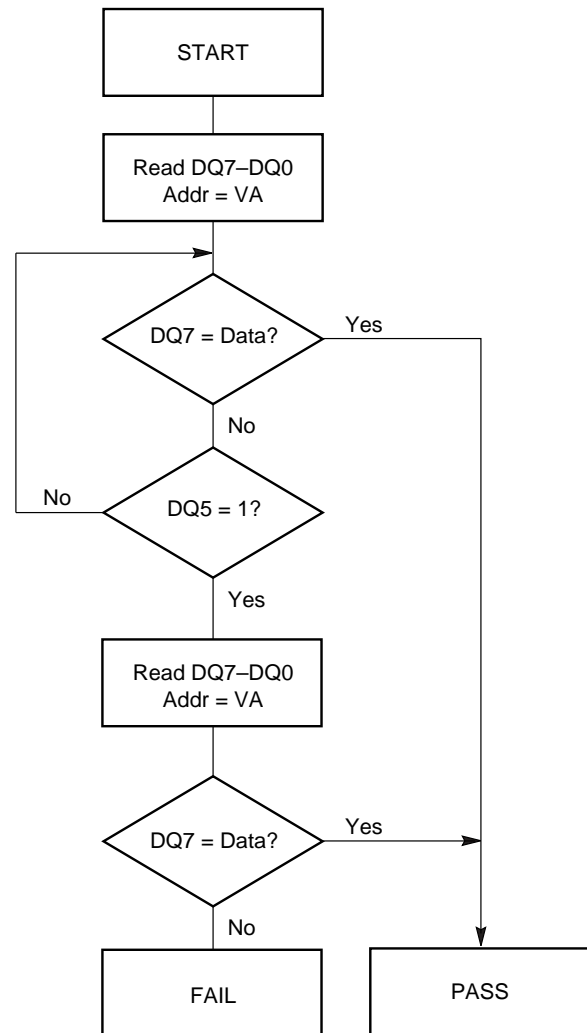 START
Read DQ7–DQ0
Addr = VA
DQ7 = Data?
Yes
No
No
DQ5 = 1?
Yes
Read DQ7–DQ0
Addr = VA
DQ7 = Data?
Yes
No
FAIL
PASS